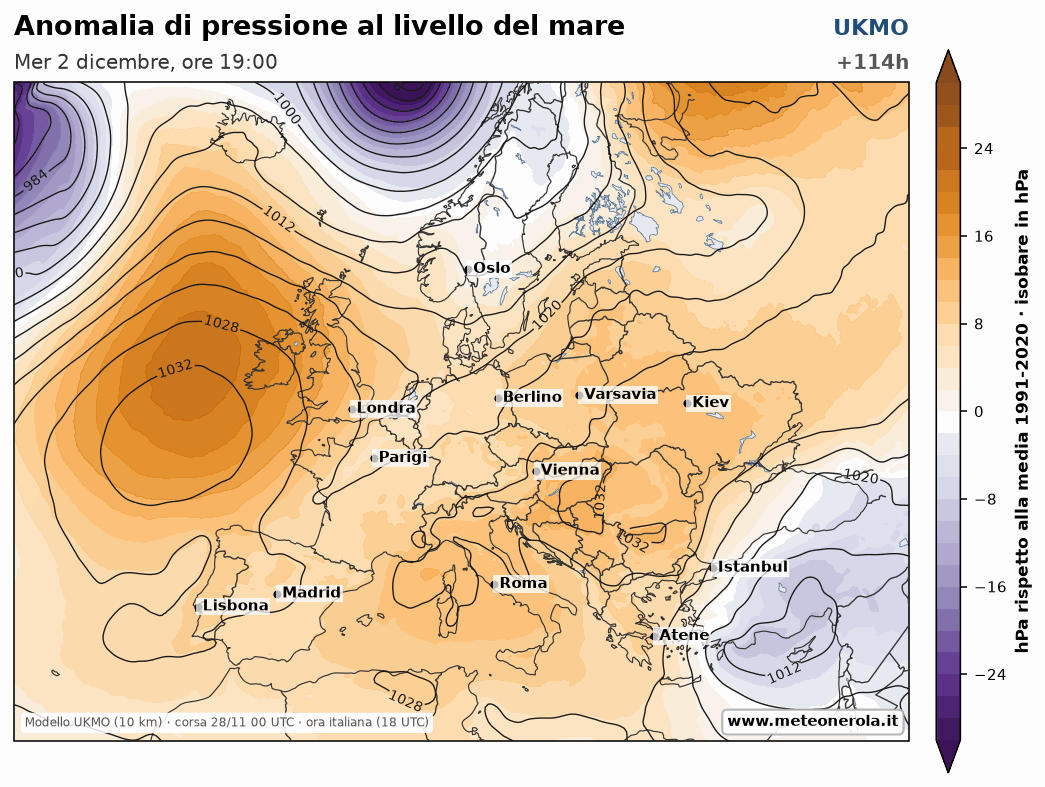 Anomalia di pressione al livello del mare
UKMO
Mer 2 dicembre, ore 19:00
+114h
1000
984
1012
0
Oslo
1028
1020
1032
Londra
Berlino
Varsavia
Kiev
Parigi
Vienna
1020
1032
1032
Istanbul
Roma
Madrid
Lisbona
Atene
1012
1028
Modello UKMO (10 km) · corsa 28/11 00 UTC · ora italiana (18 UTC)
www.meteonerola.it
24
16
8
0
−8
−16
−24
hPa rispetto alla media 1991-2020 · isobare in hPa